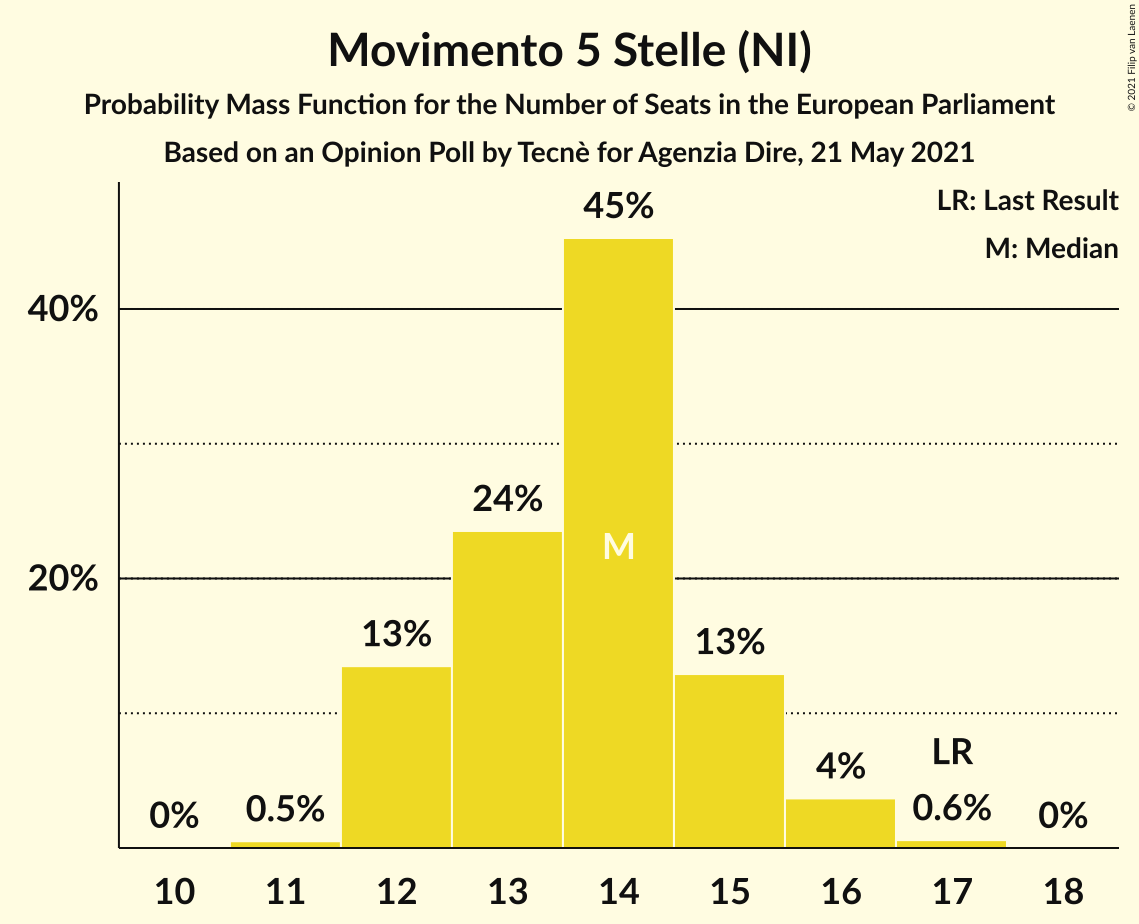 Movimento 5 Stelle (NI)
Probability Mass Function for the Number of Seats in the European Parliament
Based on an Opinion Poll by Tecnè for Agenzia Dire, 21 May 2021
© 2021 Filip van Laenen
LR: Last Result
M: Median
45%
40%
24%
M
20%
13%
13%
LR
4%
0%
0.5%
0.6%
0%
10
11
12
13
14
15
16
17
18